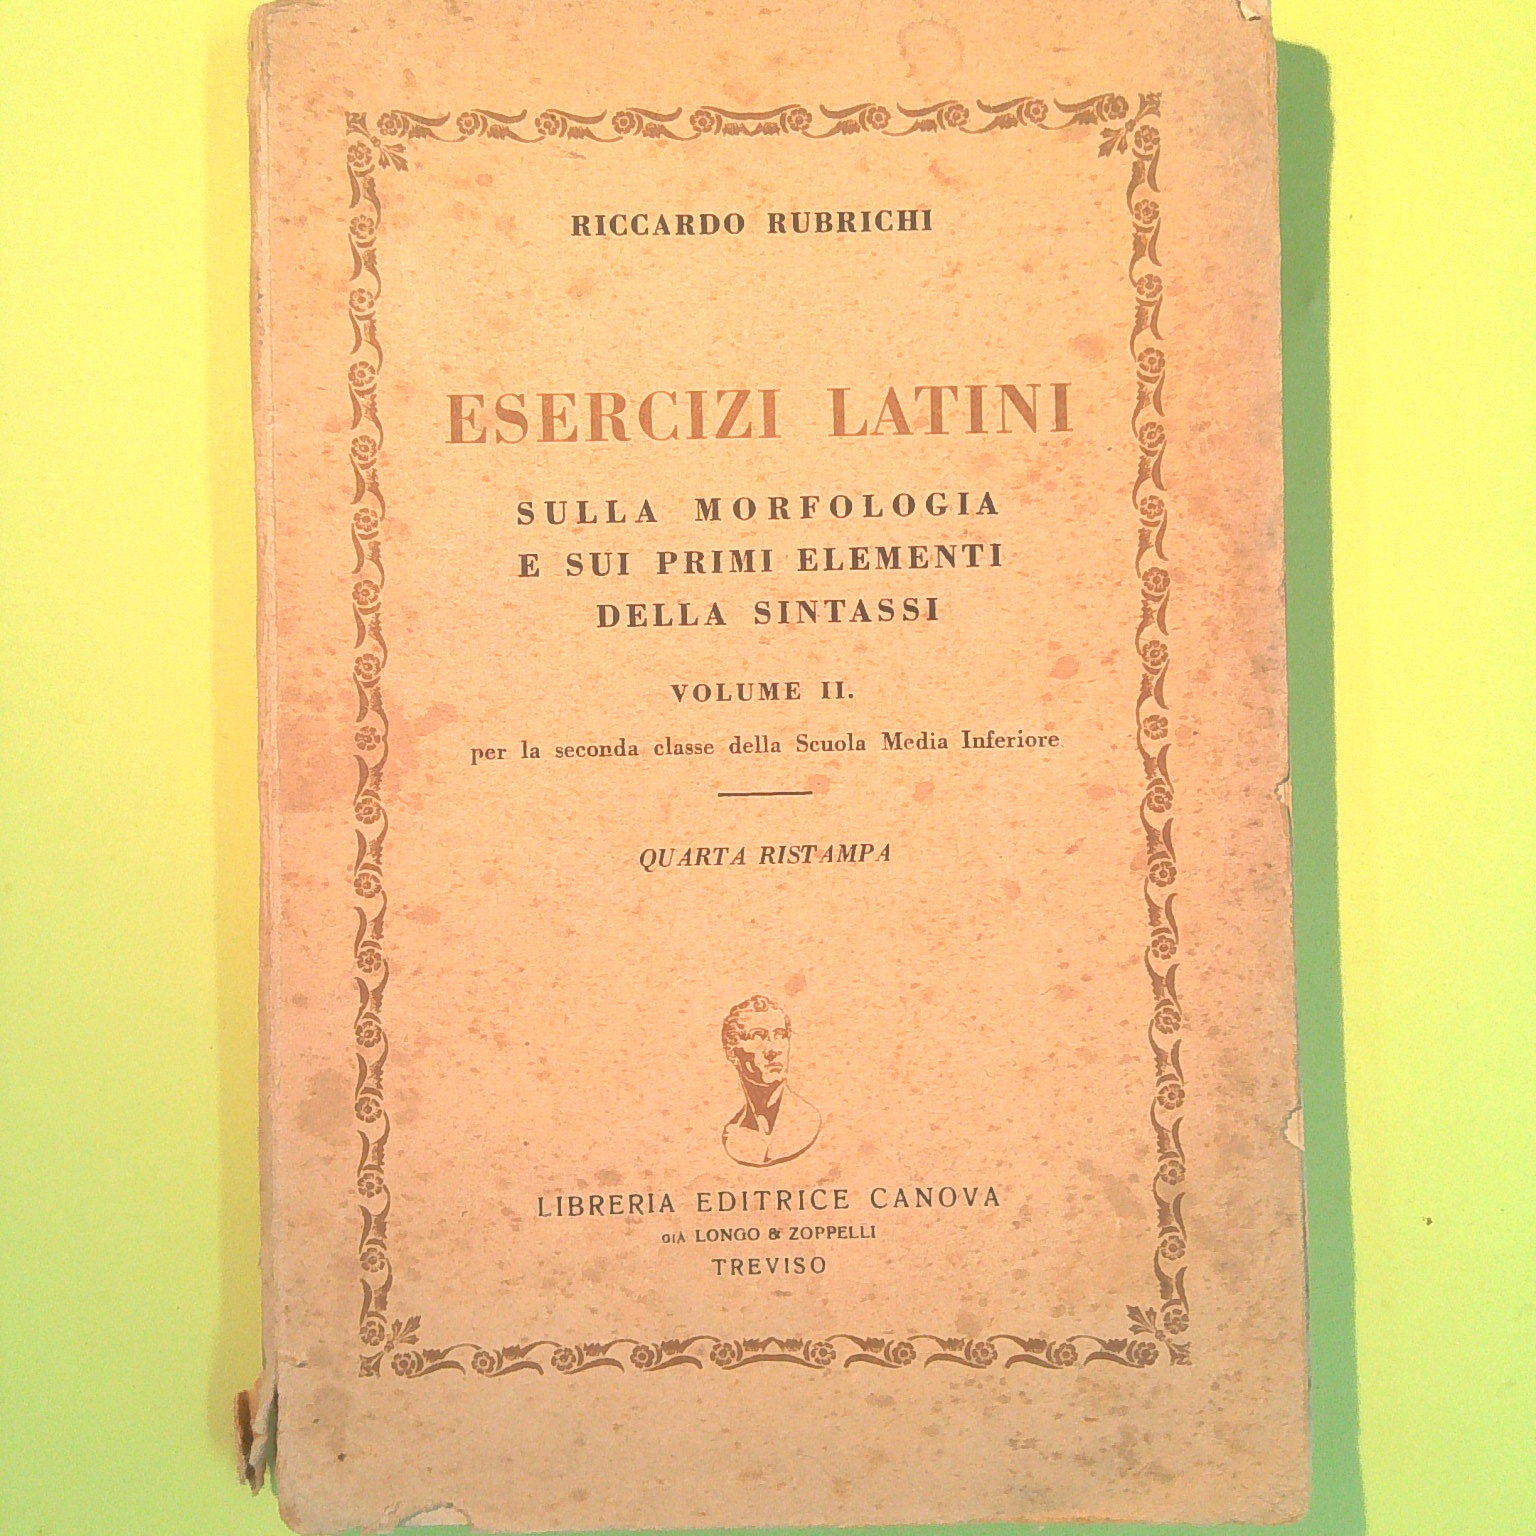 RICCARDO RUBRICHI
ESERCIZI LATINI
SULLA MORFOLOGIA
E SUI PRIMI ELEMENTI
DELLA SINTASSI
VOLUME II.
per la seconda classe della Scuola Media Inferiore
QUARTA RISTAMPA
LIBRERIA EDITRICE CANOVA
GIÀ LONGO & ZOPPELLI
TREVISO